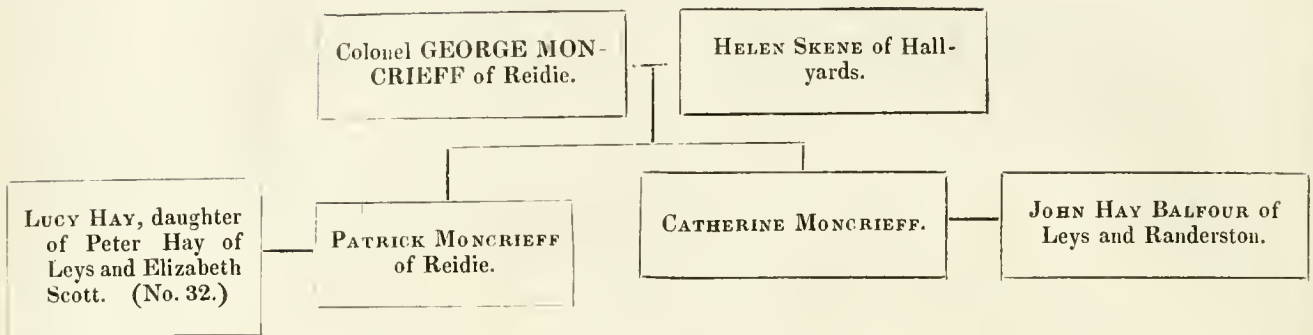 Colonel GEORGE MON-
CRIEFF of Reidie.
HELEN SKENE of Hall-
yards.
LUCY HAY, daughter
of Peter Hay of
Leys and Elizabeth
Scott. (No. 32.)
PATRICK MONCRIEFF
of Reidie.
CATHERINE MONCRIEFF.
JOHN HAY BALFOUR of
Leys and Randerston.